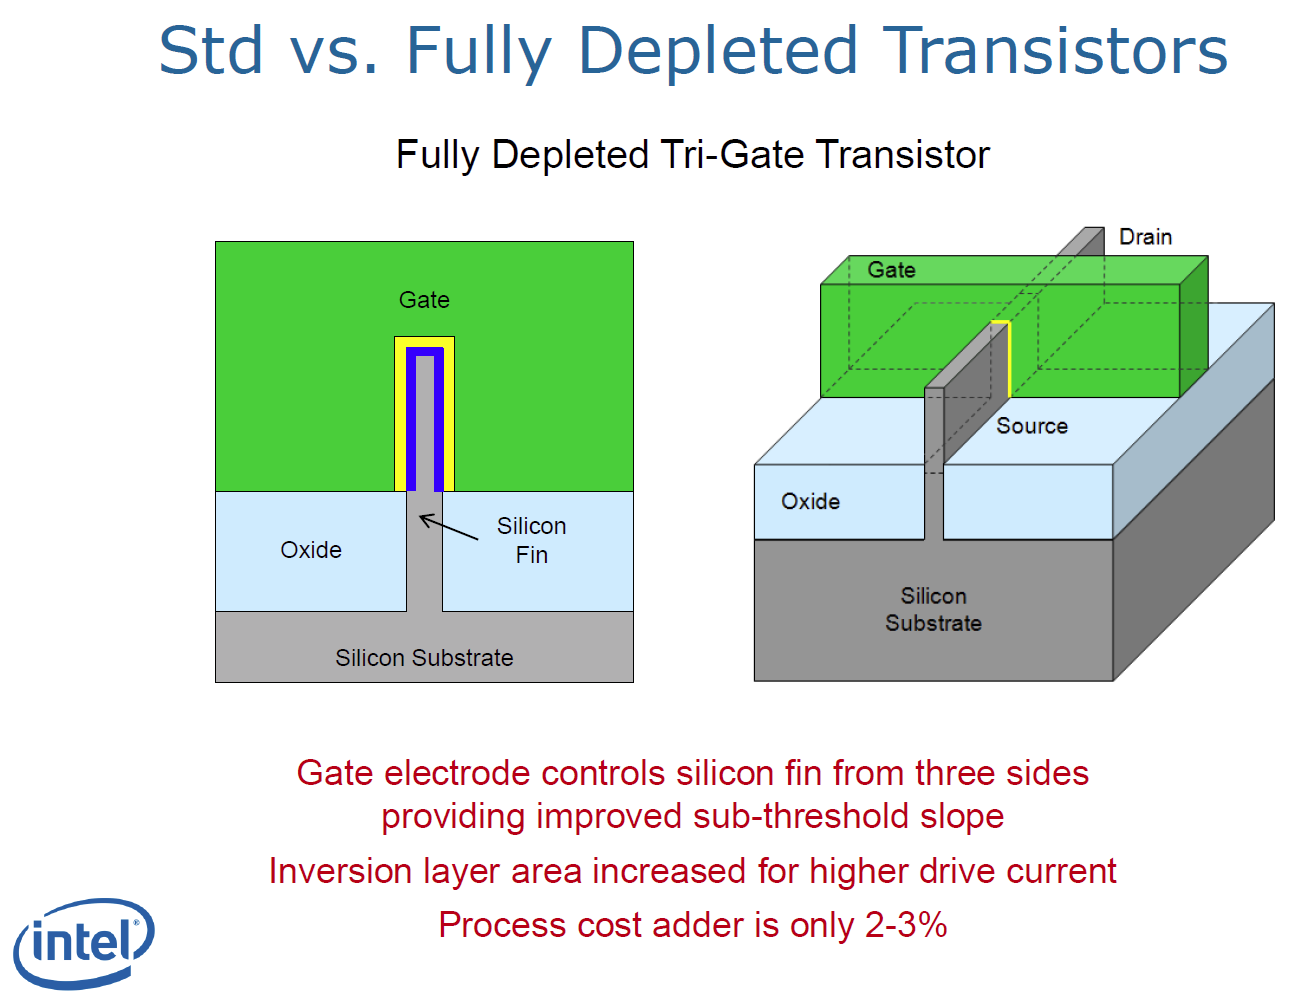 Std vs. Fully Depleted Transistors
Fully Depleted Tri-Gate Transistor
Gate
Oxide
Silicon
Fin
Silicon Substrate
Drain
Gate
Source
Oxide
Silicon
Substrate
Gate electrode controls silicon fin from three sides
providing improved sub-threshold slope
Inversion layer area increased for higher drive current
Process cost adder is only 2-3%
intel®